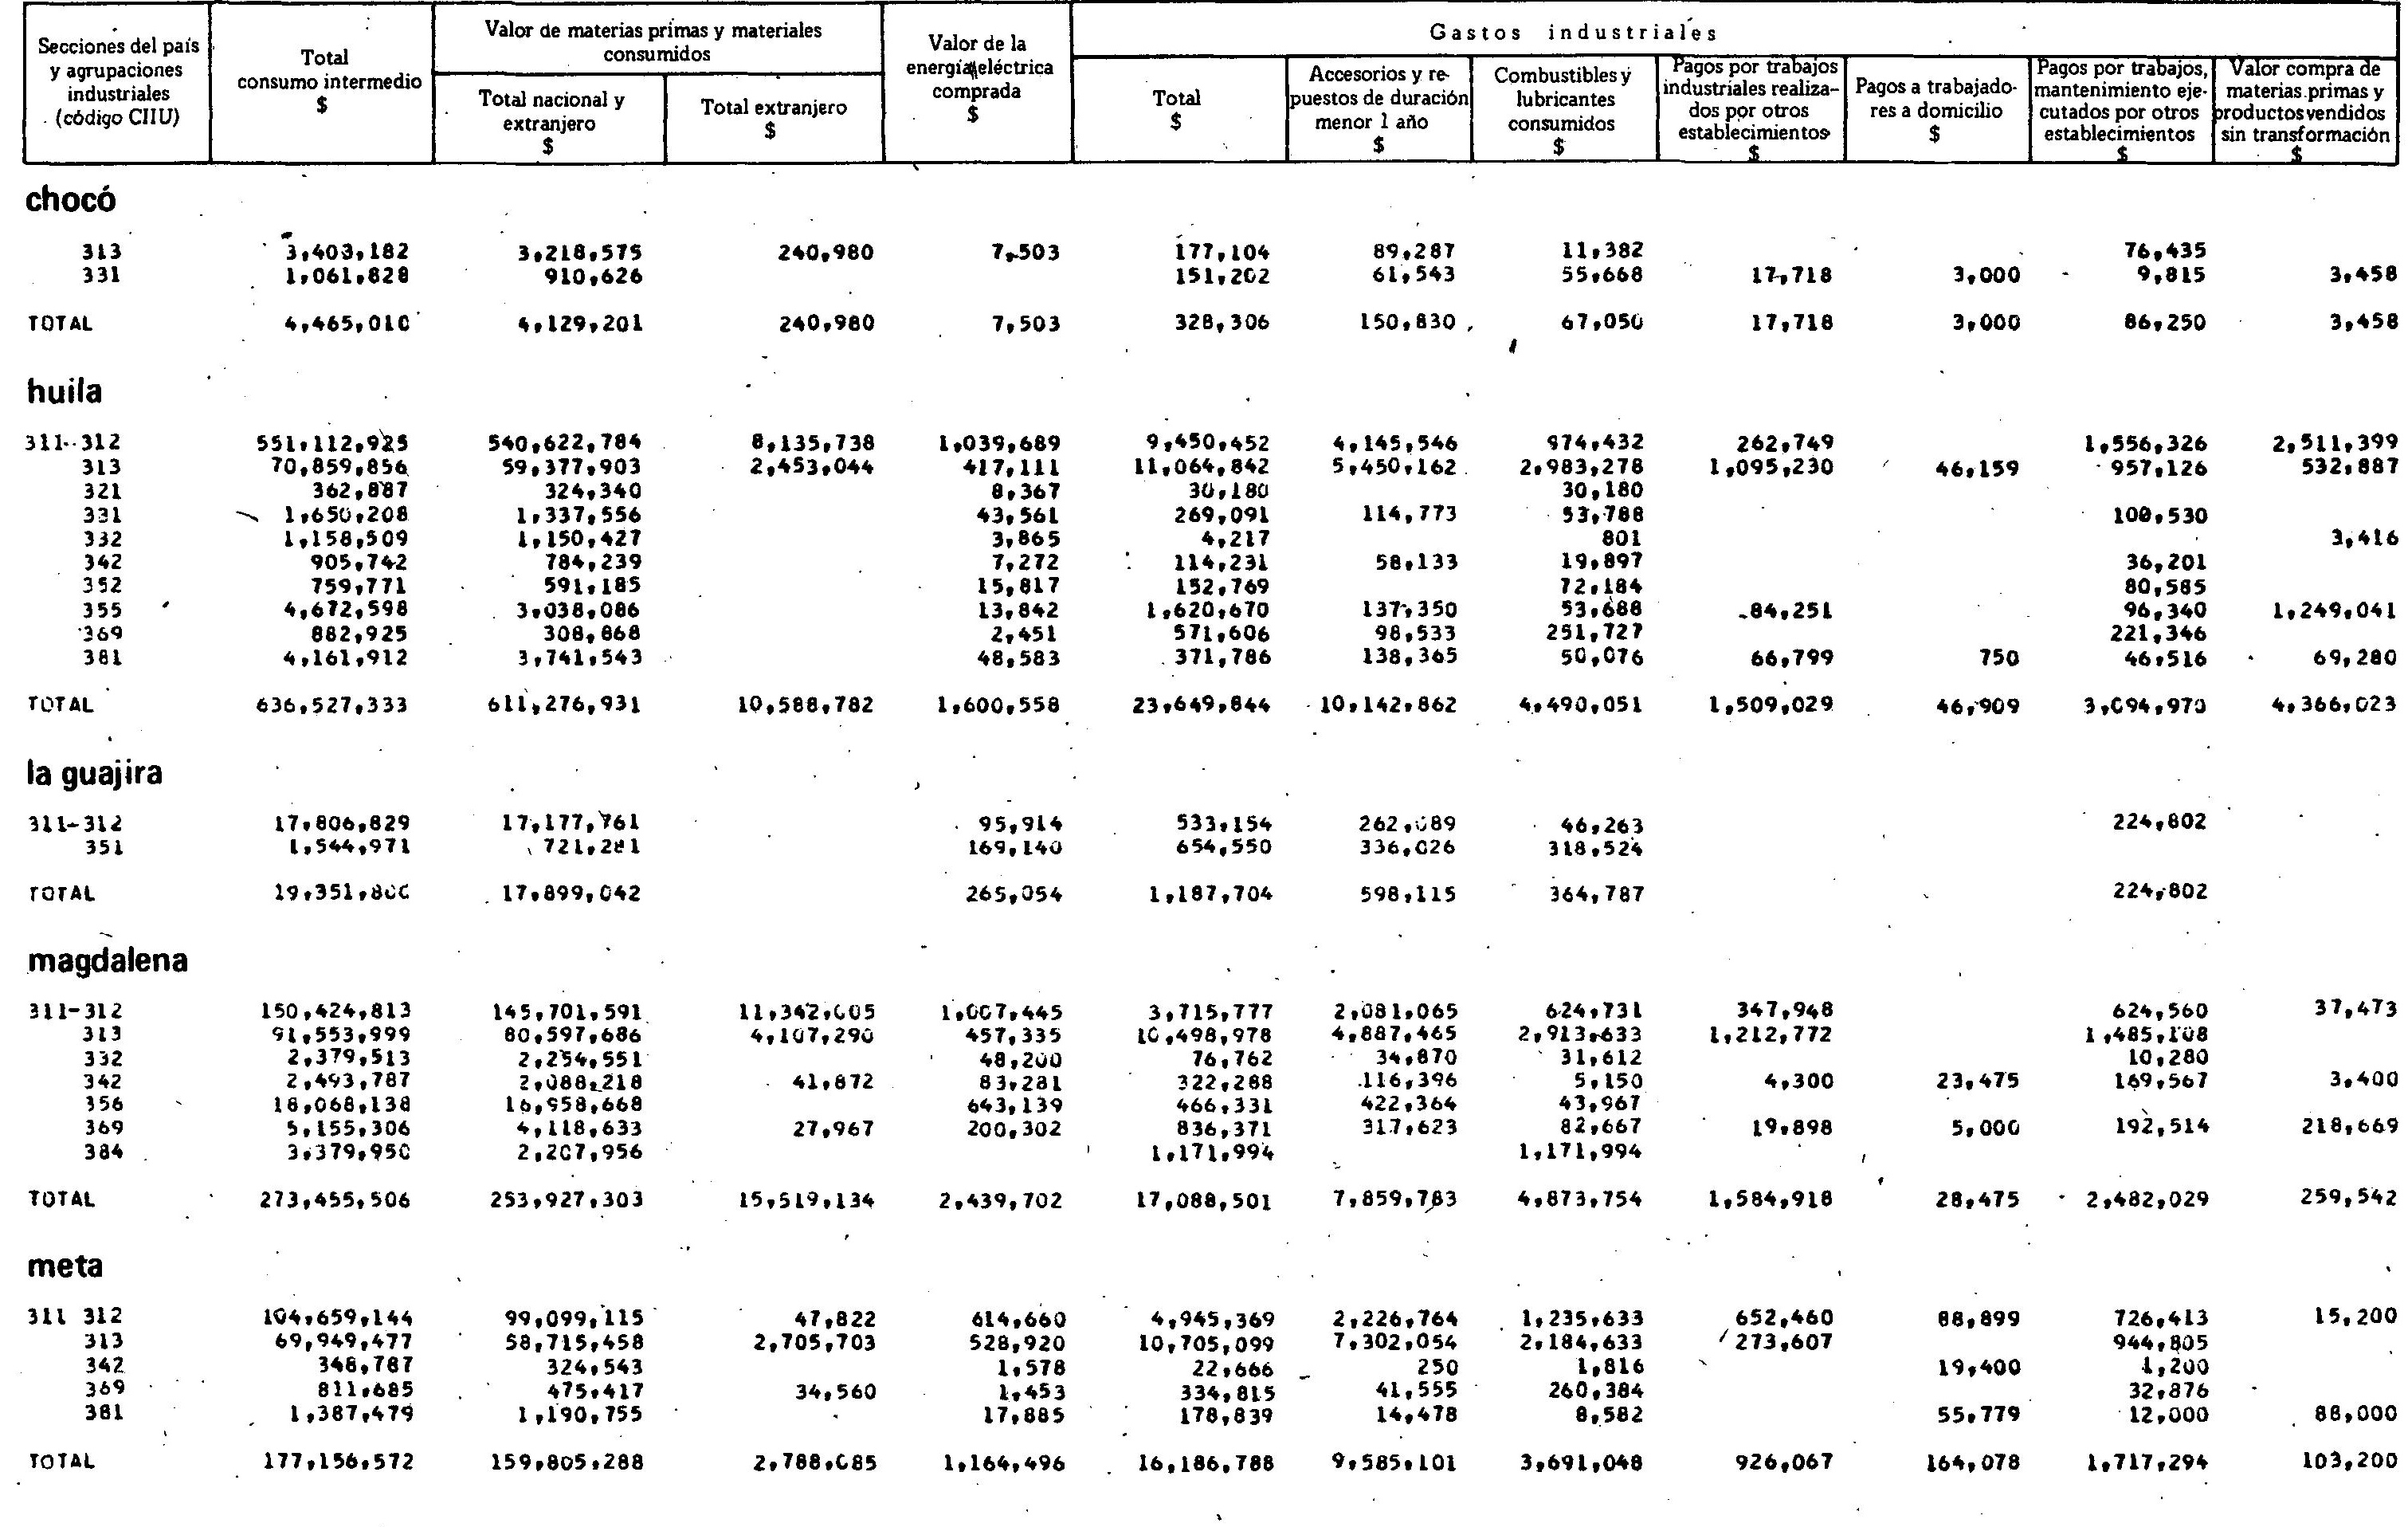 Secciones del país y agrupaciones industriales (código CIIU)
Total consumo intermedio $
Valor de materias primas y materiales consumidos
Total nacional y extranjero $
Total extranjero $
Valor de la energía eléctrica comprada $
Gastos industriales
Total $
Accesorios y repuestos de duración menor 1 año $
Combustibles y lubricantes consumidos $
Pagos por trabajos industriales realizados por otros establecimientos $
Pagos a trabajadores a domicilio $
Pagos por trabajos, mantenimiento ejecutados por otros establecimientos $
Valor compra de materias primas y productos vendidos sin transformación $
chocó
313 3,403,182 3,218,575 240,980 7,503 177,104 89,287 11,382 76,435
331 1,061,828 910,626 151,202 61,543 55,668 17,718 3,000 9,815 3,458
TOTAL 4,465,010 4,129,201 240,980 7,503 328,306 150,830 67,050 17,718 3,000 86,250 3,458
huila
311-312 551,112,925 540,622,784 8,135,738 1,039,689 9,450,452 4,145,546 974,432 262,749 1,556,326 2,511,399
313 70,859,856 59,377,903 2,453,044 417,111 11,064,842 5,450,162 2,983,278 1,095,230 46,159 957,126 532,887
321 362,887 324,340 8,367 30,180 30,180
331 1,650,208 1,337,556 43,561 269,091 114,773 53,788 100,530
332 1,158,509 1,150,427 3,865 4,217 801 3,416
342 905,742 784,239 7,272 114,231 58,133 19,897 36,201
352 759,771 591,185 15,817 152,769 72,184 80,585
355 4,672,598 3,038,086 13,842 1,620,670 137,350 53,688 84,251 96,340 1,249,041
369 882,925 308,868 2,451 571,606 98,533 251,727 221,346
381 4,161,912 3,741,543 48,583 371,786 138,365 50,076 66,799 750 46,516 69,280
TOTAL 636,527,333 611,276,931 10,588,782 1,600,558 23,649,844 10,142,862 4,490,051 1,509,029 46,909 3,094,970 4,366,023
la guajira
311-312 17,806,829 17,177,761 95,914 533,154 262,089 46,263 224,802
351 1,544,971 721,281 169,140 654,550 336,026 318,524
TOTAL 19,351,800 17,899,042 265,054 1,187,704 598,115 364,787 224,802
magdalena
311-312 150,424,813 145,701,591 11,342,005 1,007,445 3,715,777 2,081,065 624,731 347,948 624,560 37,473
313 91,553,999 80,597,686 4,107,290 457,335 10,498,978 4,887,465 2,913,633 1,212,772 1,485,108
332 2,379,513 2,254,551 48,200 76,762 34,870 31,612 10,280
342 2,493,787 2,088,218 41,872 83,281 322,288 116,396 5,150 4,300 23,475 169,567 3,400
356 18,068,138 16,958,668 643,139 466,331 422,364 43,967
369 5,155,306 4,118,633 27,967 200,302 836,371 317,623 82,667 19,898 5,000 192,514 218,669
384 3,379,950 2,207,956 1,171,994 1,171,994
TOTAL 273,455,506 253,927,303 15,519,134 2,439,702 17,088,501 7,859,783 4,873,754 1,584,918 28,475 2,482,029 259,542
meta
311 312 104,659,144 99,099,115 47,822 614,660 4,945,369 2,226,764 1,235,633 652,460 88,899 726,413 15,200
313 69,949,477 58,715,458 2,705,703 528,920 10,705,099 7,302,054 2,184,633 273,607 944,805
342 348,787 324,543 1,578 22,666 250 1,816 19,400 1,200
369 811,685 475,417 34,560 1,453 334,815 41,555 260,384 32,876
381 1,387,479 1,190,755 17,885 178,839 14,478 8,582 55,779 12,000 88,000
TOTAL 177,156,572 159,805,288 2,788,085 1,164,496 16,186,788 9,585,101 3,691,048 926,067 164,078 1,717,294 103,200